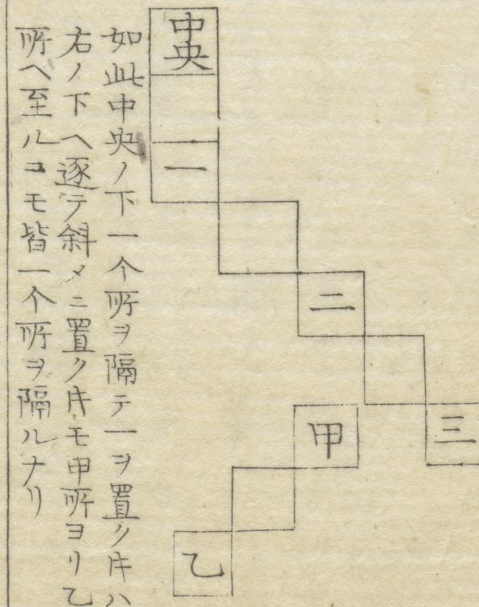 中央
一
二
三
甲
乙
如此中央ノ下一个所ヲ隔テ一ヲ置ク𪜈ハ
右ノ下ヘ逐テ斜メニ置ク𪜈モ甲所ヨリ乙
所ヘ至ルヿモ皆一个所ヲ隔ルナリ